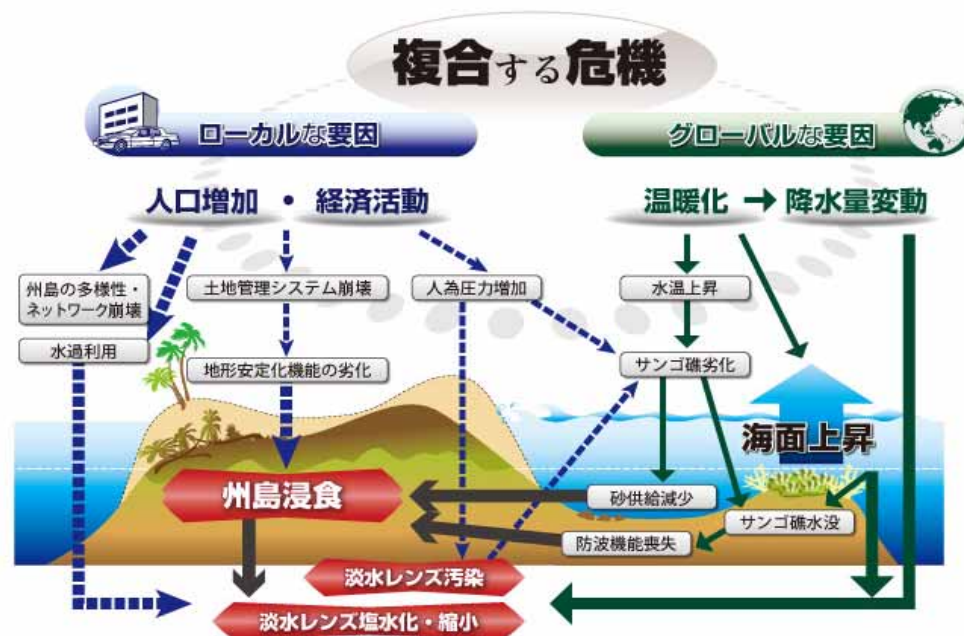 複合する危機
ローカルな要因
グローバルな要因
人口増加 ・ 経済活動
温暖化 → 降水量変動
州島の多様性・
ネットワーク崩壊
土地管理システム崩壊
人為圧力増加
水温上昇
水過利用
地形安定化機能の劣化
サンゴ礁劣化
海面上昇
州島浸食
砂供給減少
サンゴ礁水没
防波機能喪失
淡水レンズ汚染
淡水レンズ塩水化・縮小